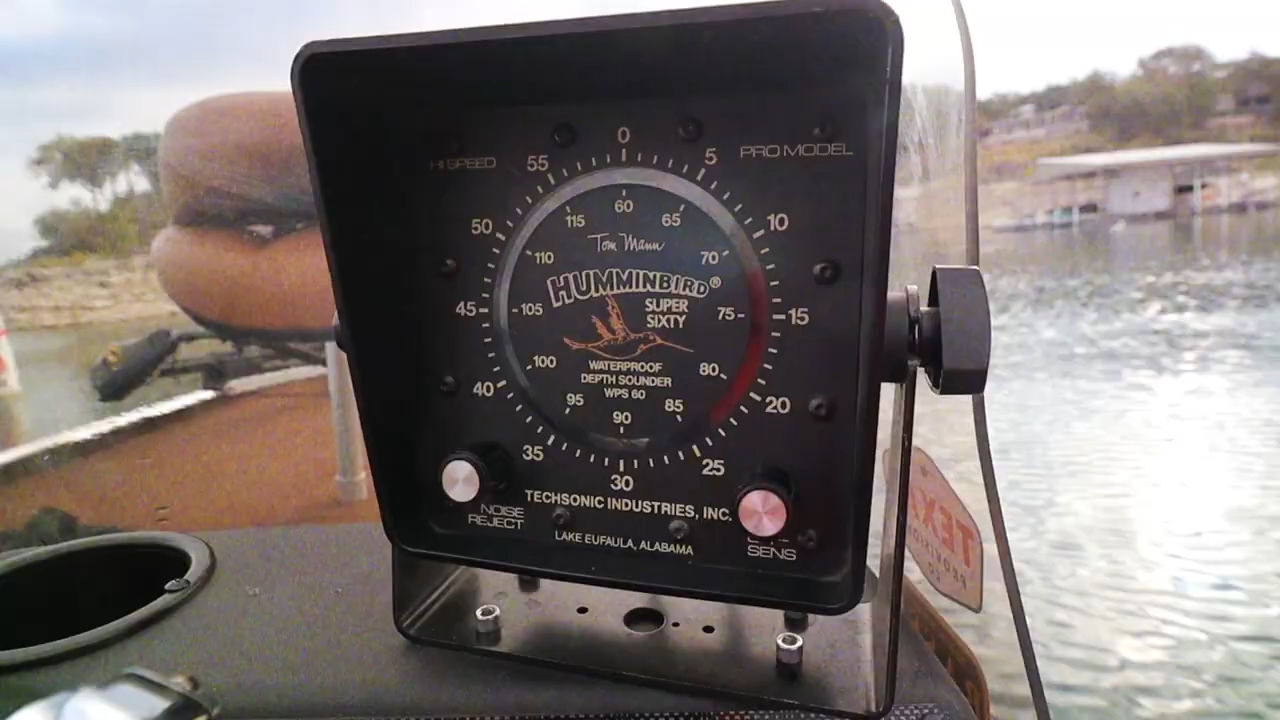 HI SPEED
PRO MODEL
0
5
10
15
20
25
30
35
40
45
50
55
60
65
70
75
80
85
90
95
100
105
110
115
Tom Mann
HUMMINBIRD®
SUPER
SIXTY
WATERPROOF
DEPTH SOUNDER
WPS 60
TECHSONIC INDUSTRIES, INC.
LAKE EUFAULA, ALABAMA
NOISE
REJECT
SENS